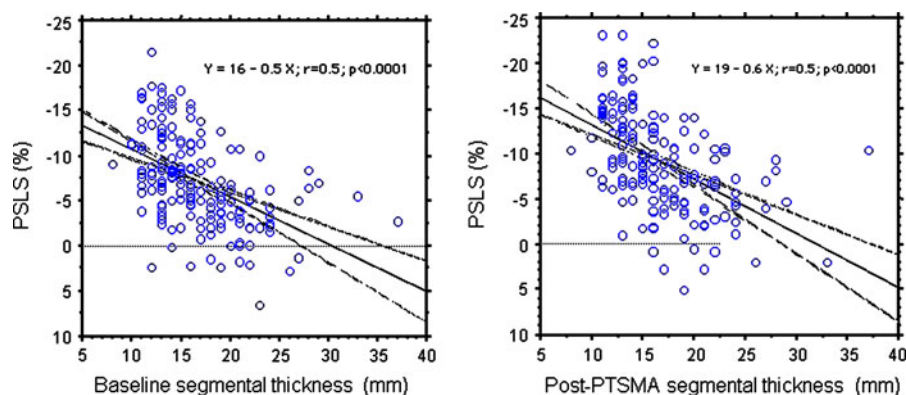 -25
-20
-15
-10
-5
0
5
10
PSLS (%)
Y = 16 – 0.5 X; r=0.5; p<0.0001
5 10 15 20 25 30 35 40
Baseline segmental thickness (mm)
-25
-20
-15
-10
-5
0
5
10
PSLS (%)
Y = 19 – 0.6 X; r=0.5; p<0.0001
5 10 15 20 25 30 35 40
Post-PTSMA segmental thickness (mm)